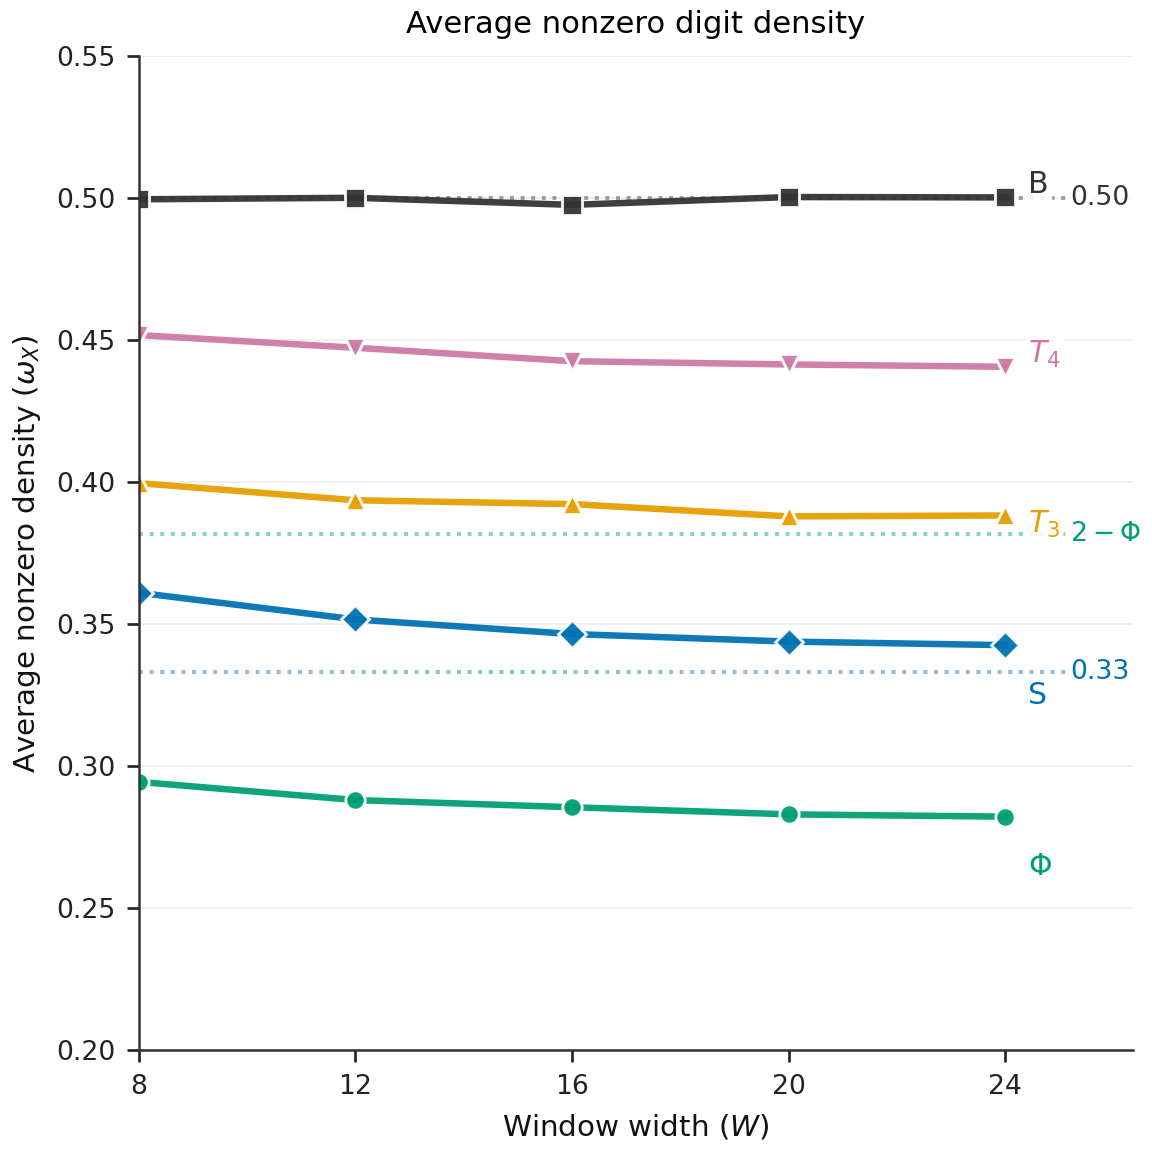 Average nonzero digit density
Average nonzero density (ω_X)
0.55
0.50
0.45
0.40
0.35
0.30
0.25
0.20
B
0.50
T₄
T₃
2 − Φ
0.33
S
Φ
8 12 16 20 24
Window width (W)